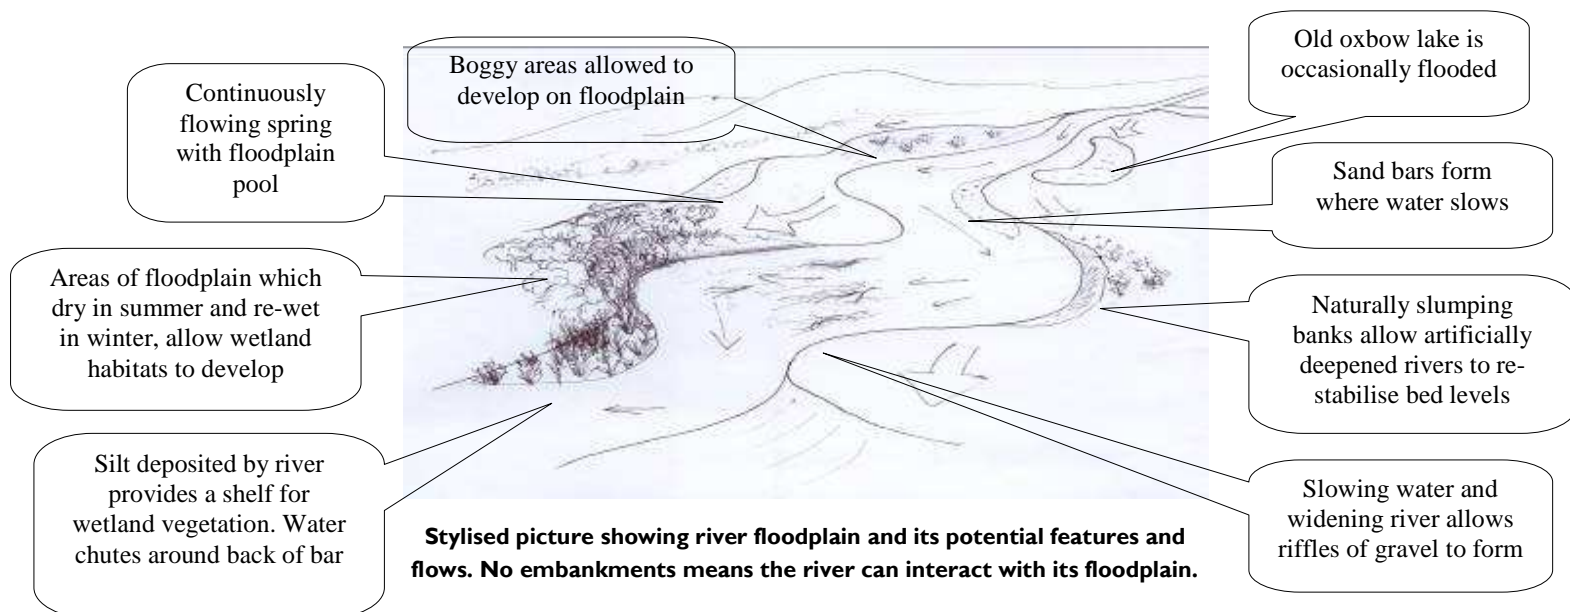 Boggy areas allowed to
develop on floodplain
Old oxbow lake is
occasionally flooded
Continuously
flowing spring
with floodplain
pool
Sand bars form
where water slows
Areas of floodplain which
dry in summer and re-wet
in winter, allow wetland
habitats to develop
Naturally slumping
banks allow artificially
deepened rivers to re-
stabilise bed levels
Silt deposited by river
provides a shelf for
wetland vegetation. Water
chutes around back of bar
Slowing water and
widening river allows
riffles of gravel to form
Stylised picture showing river floodplain and its potential features and
flows. No embankments means the river can interact with its floodplain.